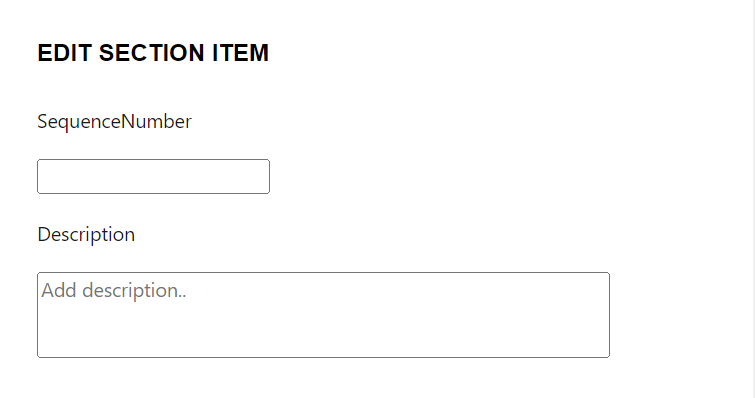 EDIT SECTION ITEM
SequenceNumber
Description
Add description..